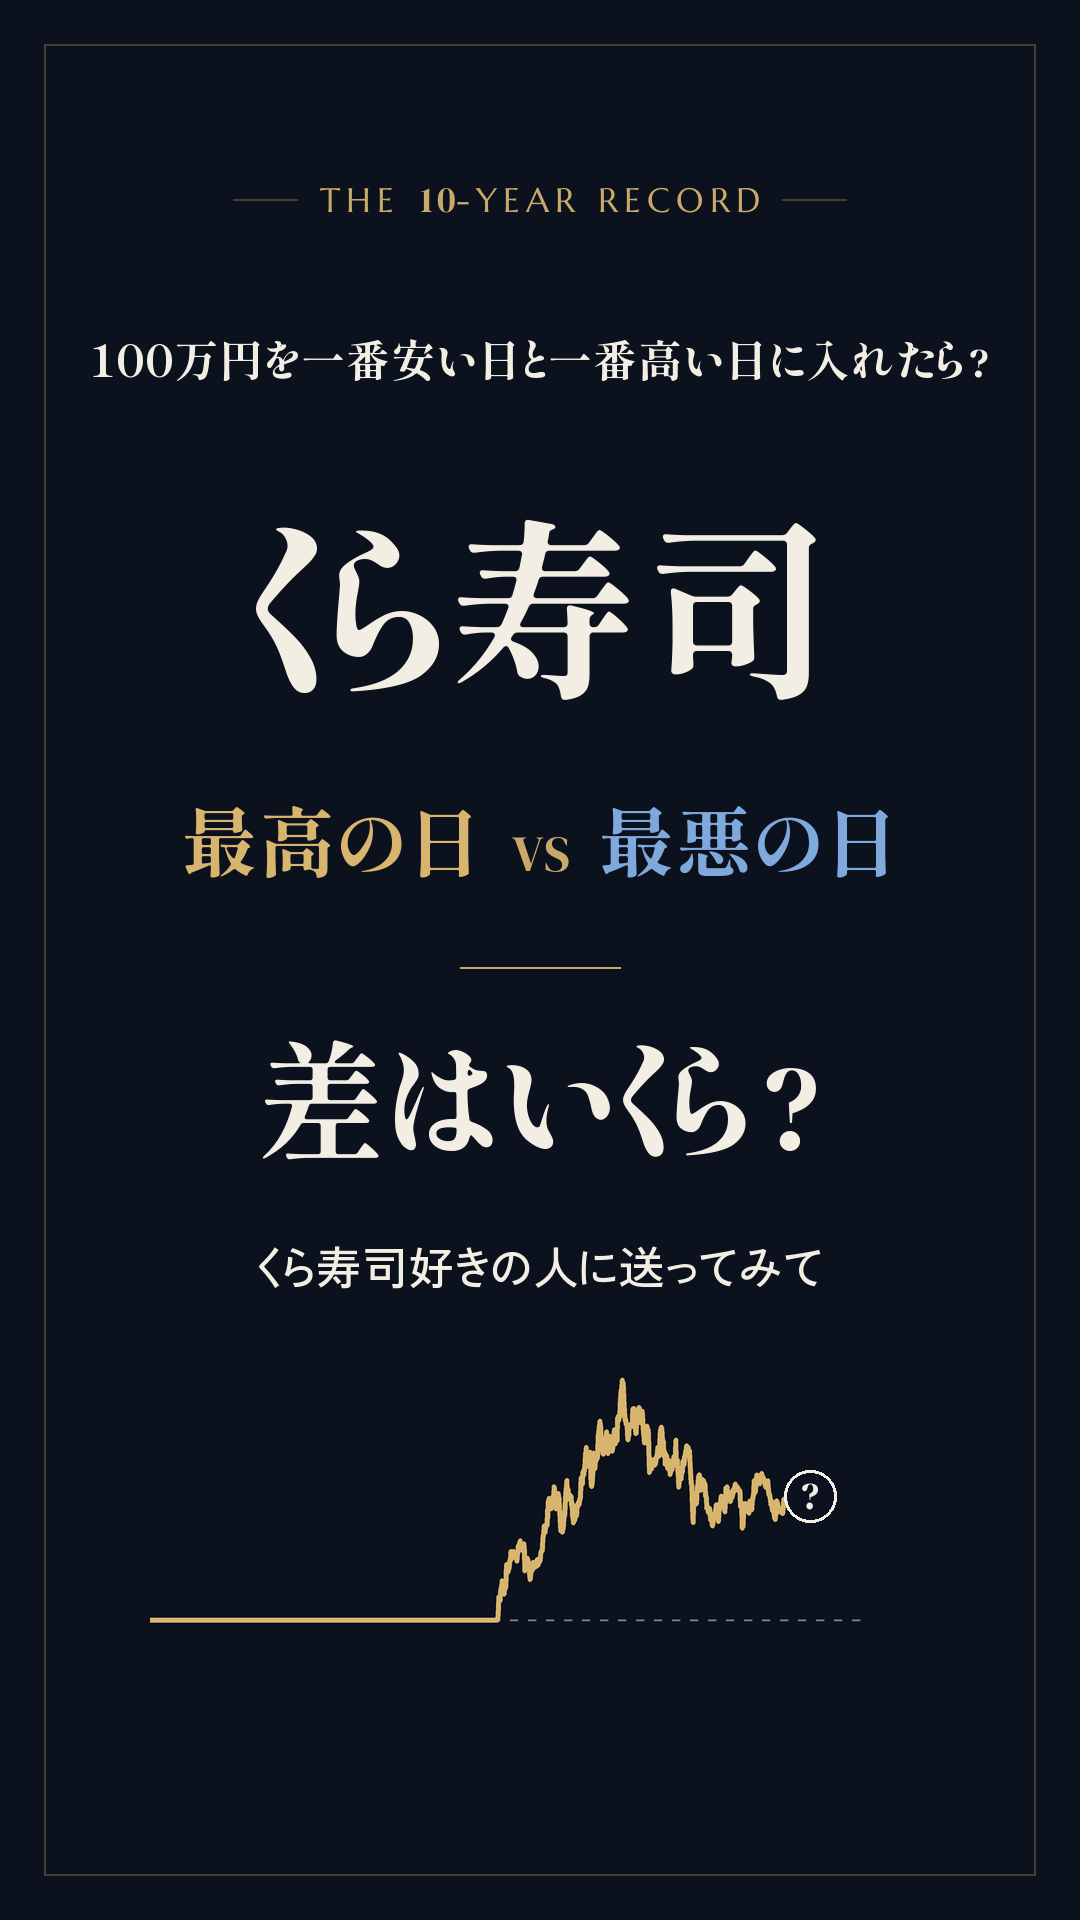 THE 10-YEAR RECORD
100万円を一番安い日と一番高い日に入れたら?
くら寿司
最高の日 vs 最悪の日
差はいくら?
くら寿司好きの人に送ってみて
?